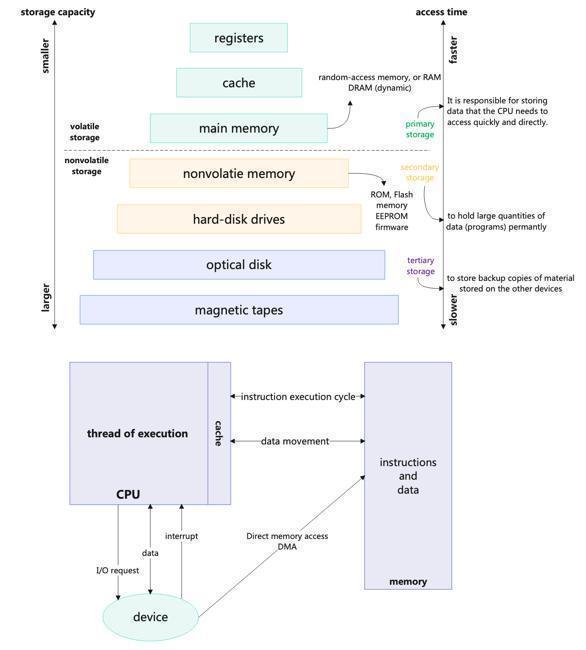 storage capacity
access time
smaller
faster
registers
cache
random-access memory, or RAM
DRAM (dynamic)
main memory
primary
storage
It is responsible for storing
data that the CPU needs to
access quickly and directly.
volatile
storage
nonvolatile
storage
nonvolatie memory
secondary
storage
ROM, Flash
memory
EEPROM
firmware
hard-disk drives
to hold large quantities of
data (programs) permantly
optical disk
tertiary
storage
to store backup copies of material
stored on the other devices
larger
slower
magnetic tapes
thread of execution
cache
CPU
instruction execution cycle
data movement
instructions
and
data
memory
interrupt
data
I/O request
Direct memory access
DMA
device